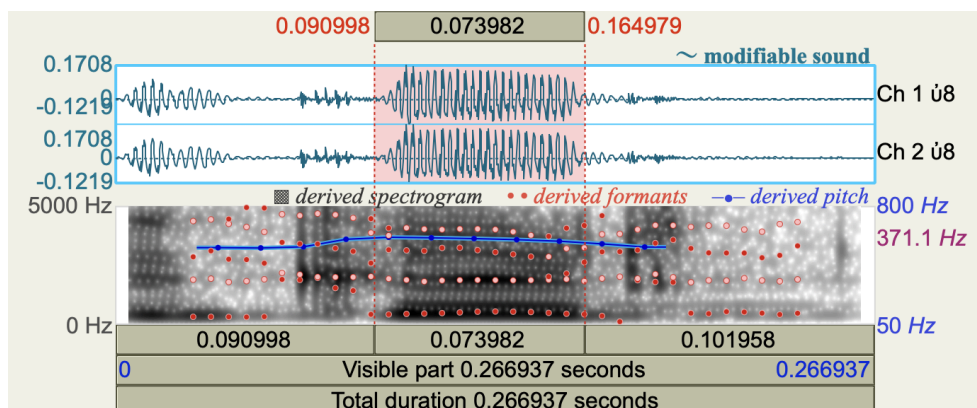 0.090998 0.073982 0.164979
~ modifiable sound
0.1708
0
-0.1219
Ch 1 ů8
0.1708
0
-0.1219
Ch 2 ů8
derived spectrogram derived formants derived pitch
5000 Hz 800 Hz
371.1 Hz
0 Hz 50 Hz
0.090998 0.073982 0.101958
0 Visible part 0.266937 seconds 0.266937
Total duration 0.266937 seconds